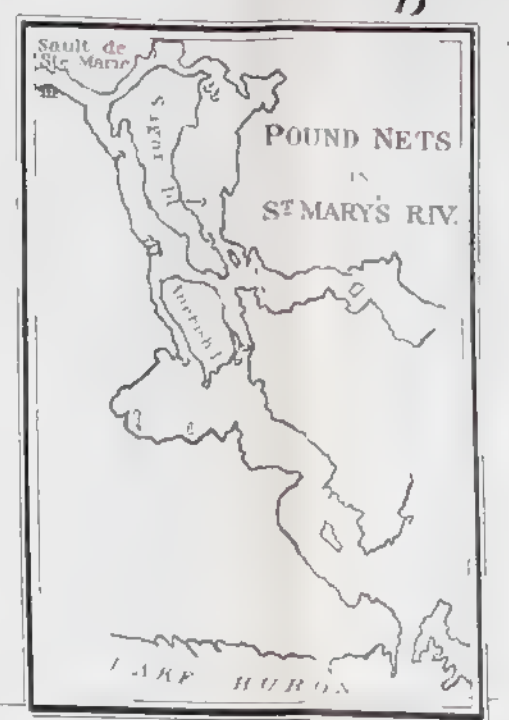 Sault de
Ste Marie
POUND NETS
IN
ST MARY'S RIV.
LAKE HURON